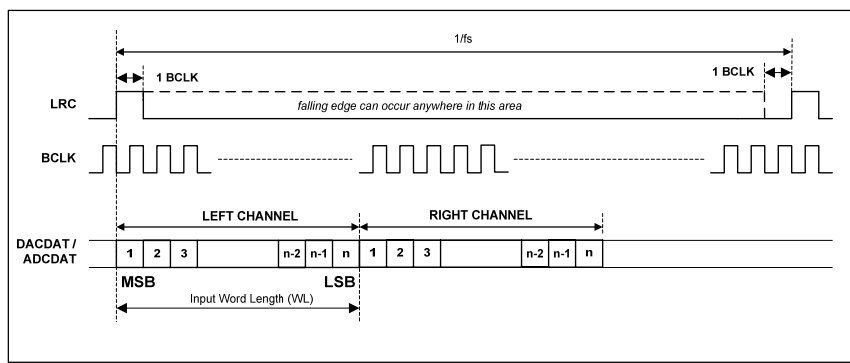 1/fs
1 BCLK
1 BCLK
LRC
falling edge can occur anywhere in this area
BCLK
LEFT CHANNEL
RIGHT CHANNEL
DACDAT /
ADCDAT
1 2 3 n-2 n-1 n 1 2 3 n-2 n-1 n
MSB LSB
Input Word Length (WL)